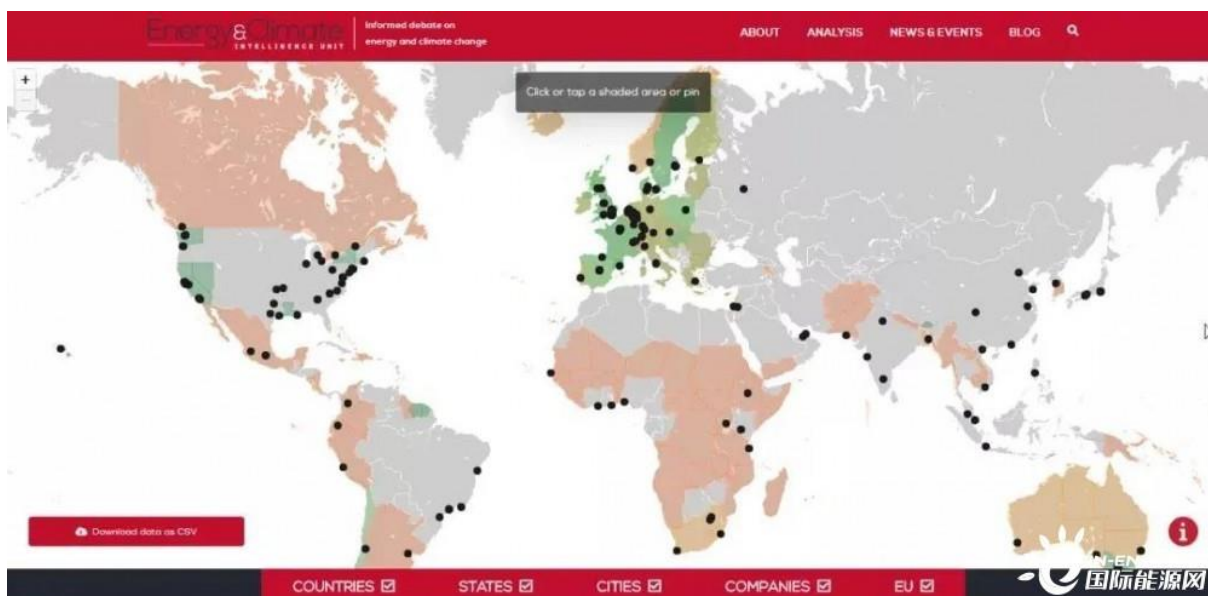 Energy & Climate
INTELLIGENCE UNIT
Informed debate on
energy and climate change
ABOUT ANALYSIS NEWS & EVENTS BLOG
+
Click or tap a shaded area or pin
Download data as CSV
i
COUNTRIES STATES CITIES COMPANIES EU
国际能源网